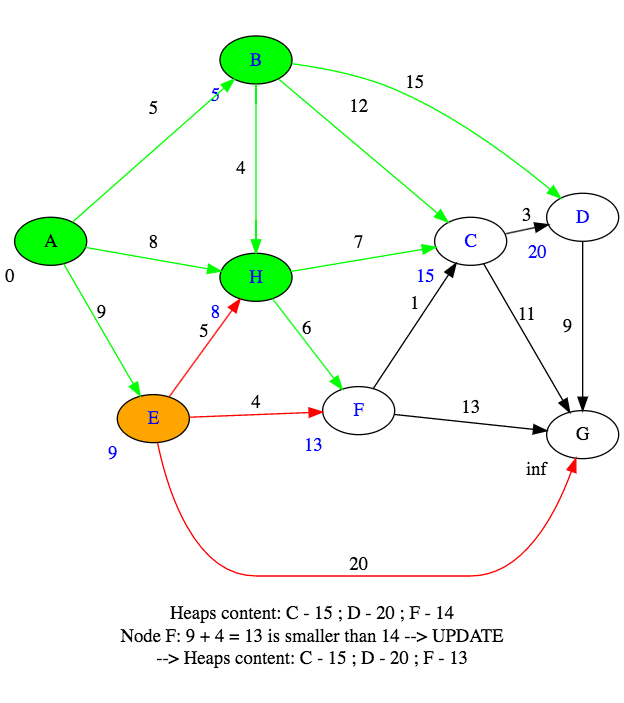 B
15
5
5
12
4
D
3
A
C
20
8
7
H
0
15
9
8
5
6
1
11
9
E
4
F
13
G
9
13
inf
20
Heaps content: C - 15 ; D - 20 ; F - 14
Node F: 9 + 4 = 13 is smaller than 14 --> UPDATE
--> Heaps content: C - 15 ; D - 20 ; F - 13